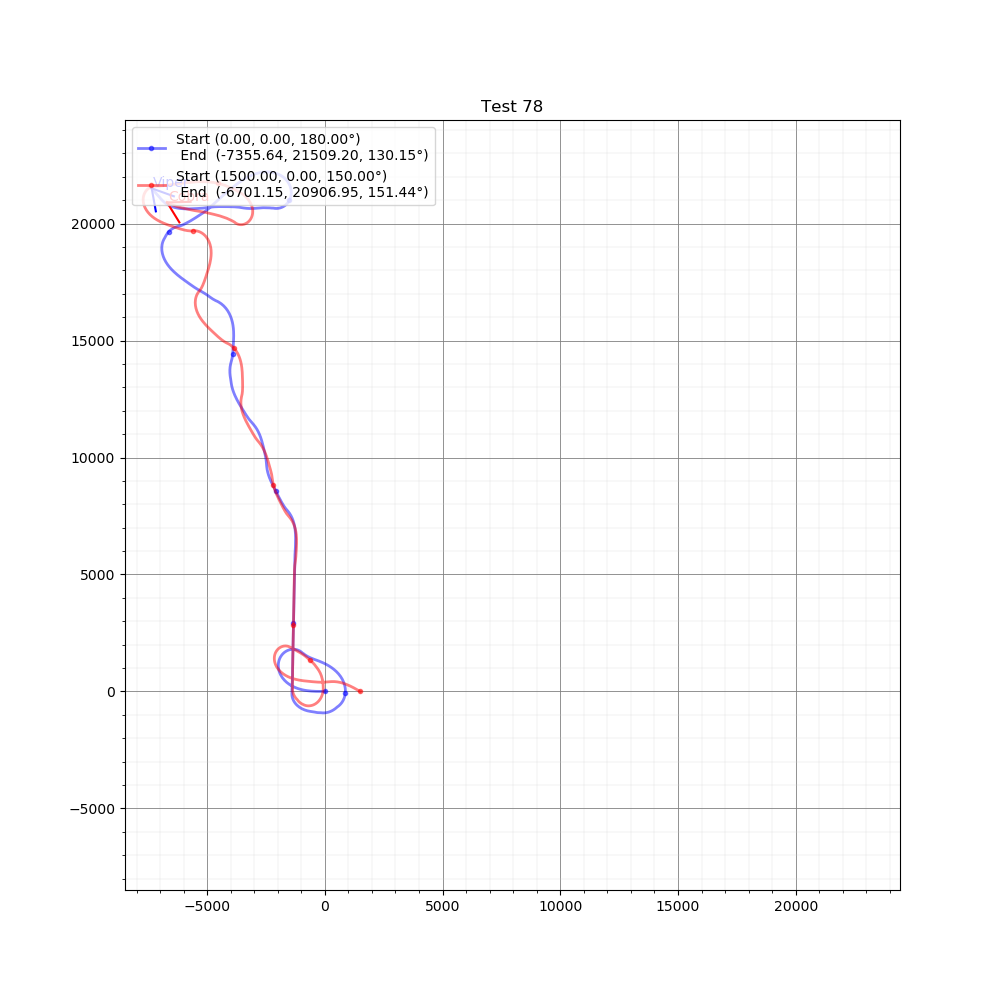 Test 78
Start (0.00, 0.00, 180.00°)
End (-7355.64, 21509.20, 130.15°)
Start (1500.00, 0.00, 150.00°)
End (-6701.15, 20906.95, 151.44°)
Viper
20000
15000
10000
5000
0
−5000
−5000
0
5000
10000
15000
20000